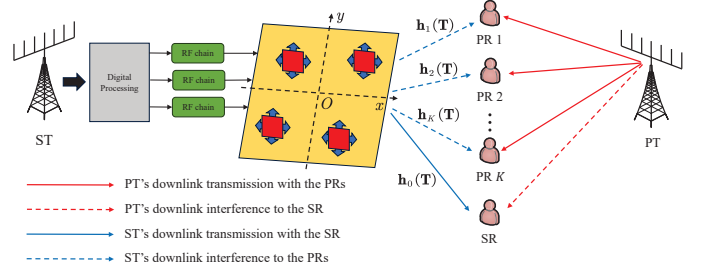 y
h₁(T)
PR 1
RF chain
Digital
Processing
RF chain
h₂(T)
PR 2
O
x
RF chain
h_K(T)
ST
PT
PR K
h₀(T)
PT's downlink transmission with the PRs
PT's downlink interference to the SR
SR
ST's downlink transmission with the SR
ST's downlink interference to the PRs